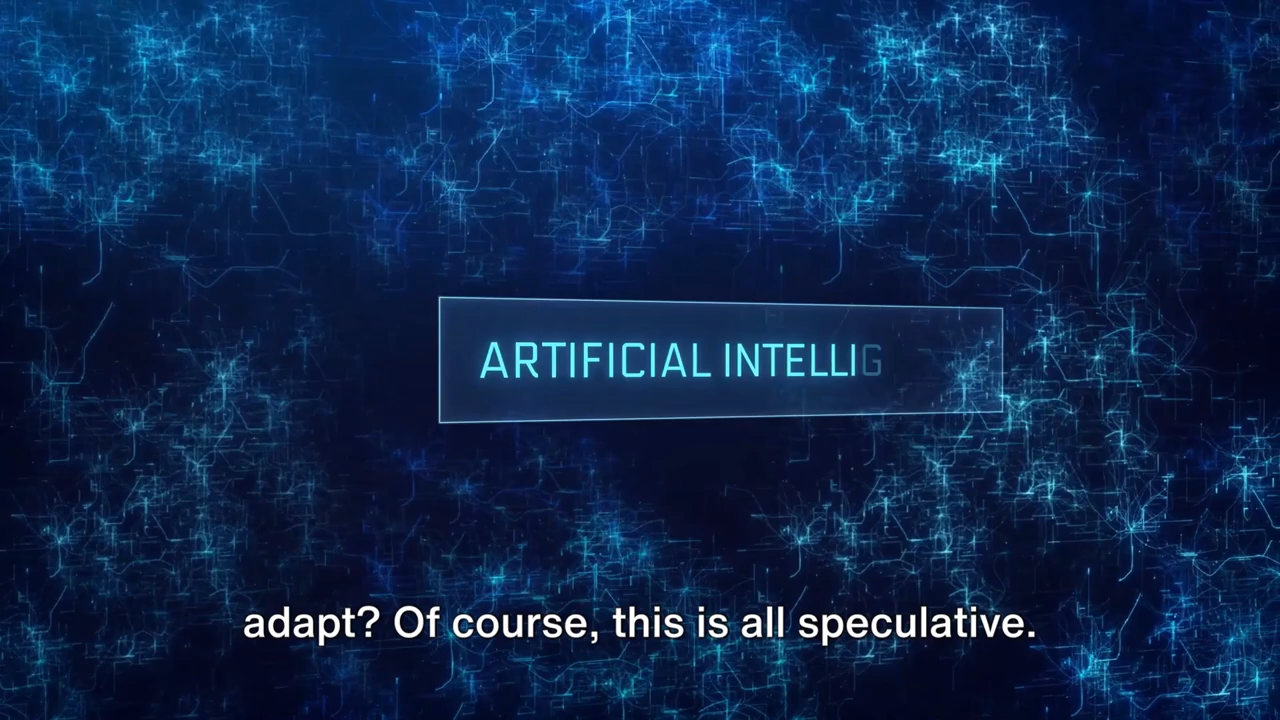 ARTIFICIAL INTELLIG
adapt? Of course, this is all speculative.